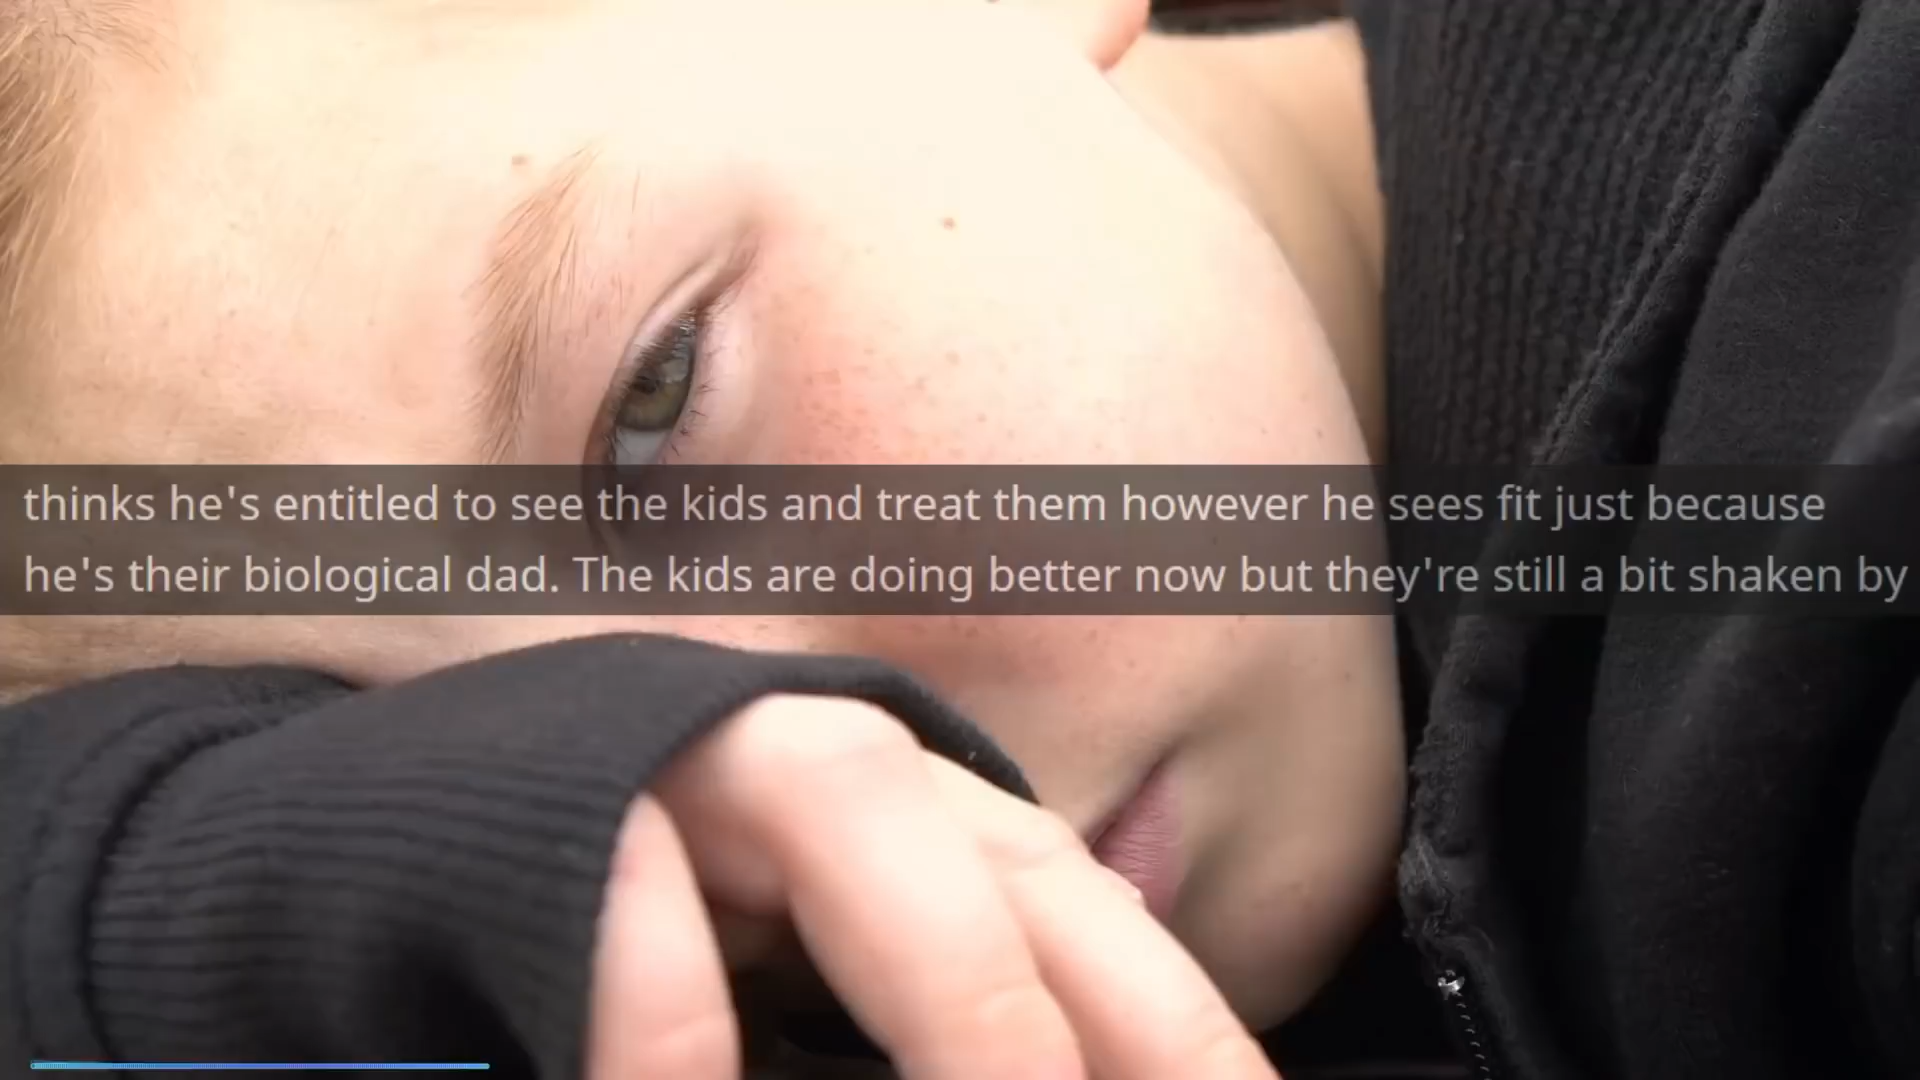 thinks he's entitled to see the kids and treat them however he sees fit just because
he's their biological dad. The kids are doing better now but they're still a bit shaken by